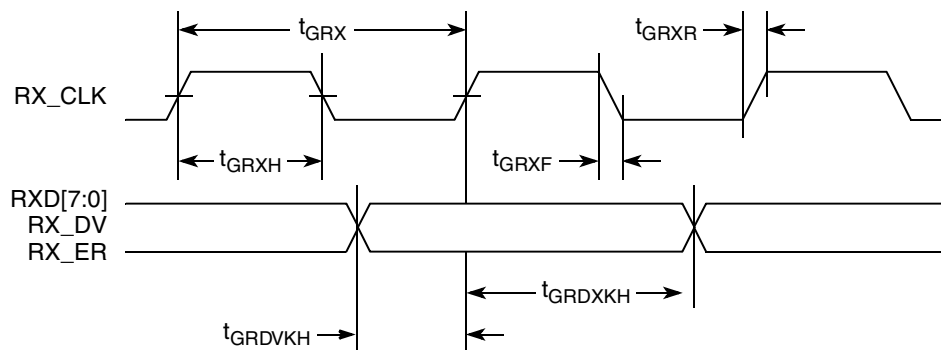 tGRX
tGRXR
RX_CLK
tGRXH
tGRXF
RXD[7:0]
RX_DV
RX_ER
tGRDXKH
tGRDVKH